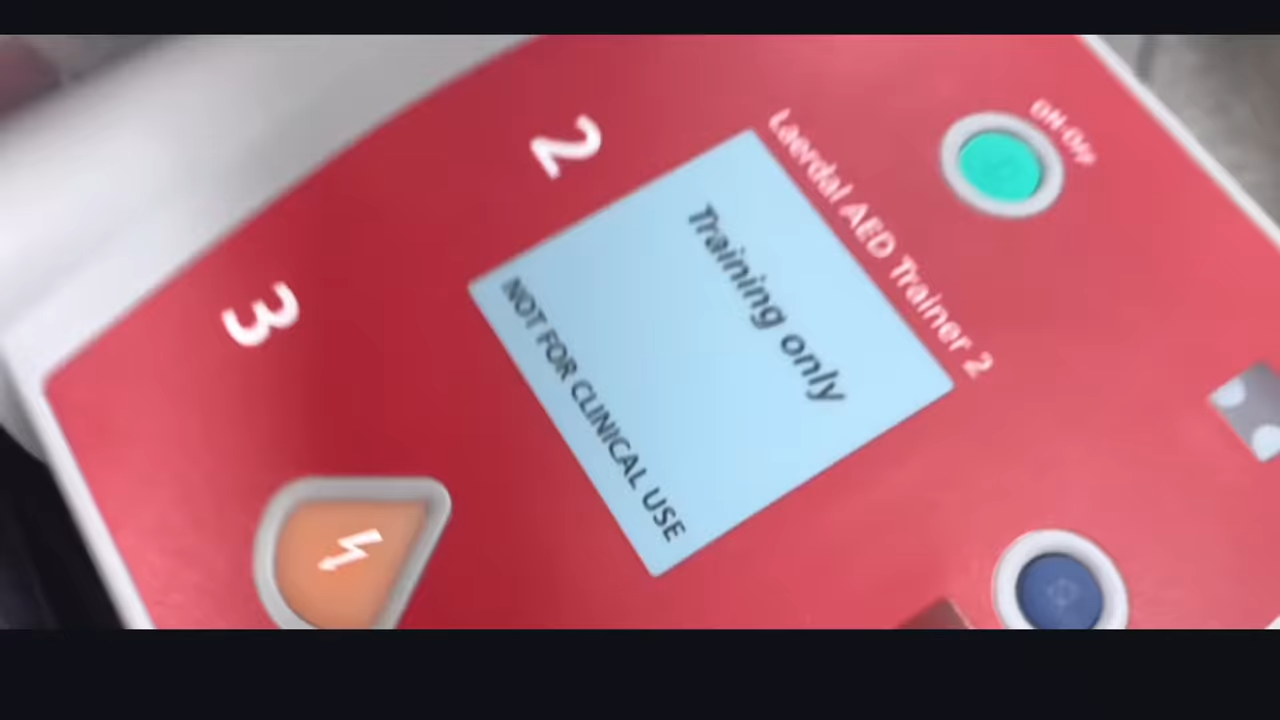 ON·OFF
Laerdal AED Trainer 2
Training only
NOT FOR CLINICAL USE
2
3